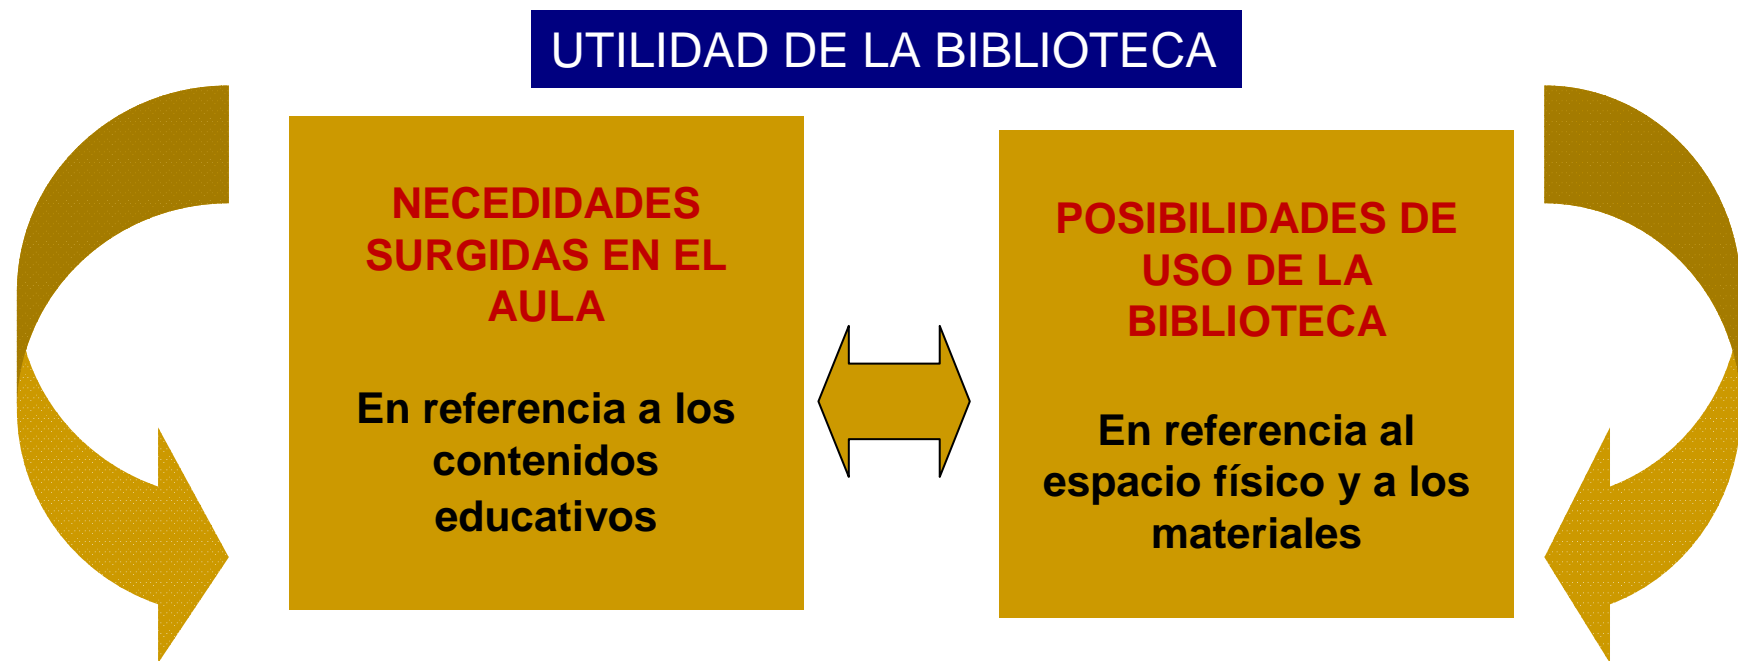 UTILIDAD DE LA BIBLIOTECA
NECEDIDADES
SURGIDAS EN EL
AULA
En referencia a los
contenidos
educativos
POSIBILIDADES DE
USO DE LA
BIBLIOTECA
En referencia al
espacio físico y a los
materiales